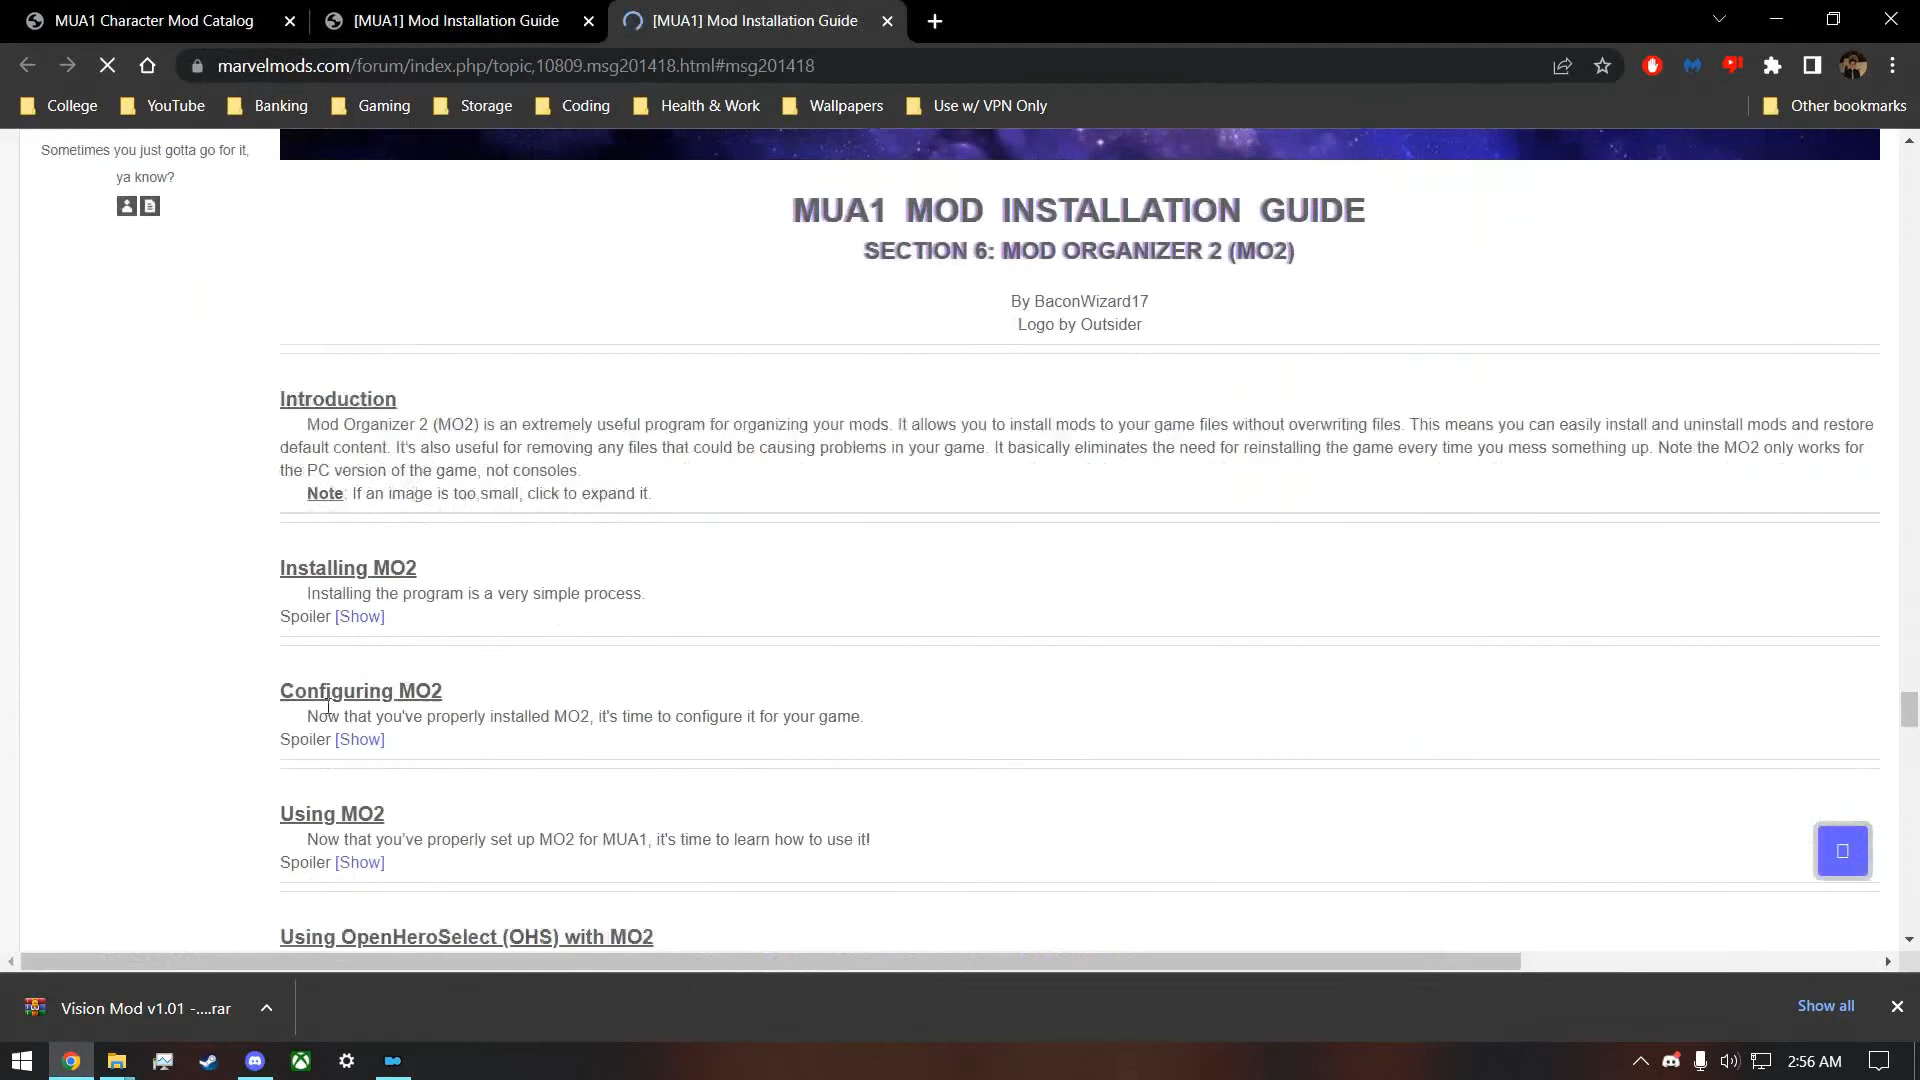 MUA1 Character Mod Catalog
[MUA1] Mod Installation Guide
[MUA1] Mod Installation Guide
marvelmods.com/forum/index.php/topic,10809.msg201418.html#msg201418
College
YouTube
Banking
Gaming
Storage
Coding
Health & Work
Wallpapers
Use w/ VPN Only
Other bookmarks
Sometimes you just gotta go for it,
ya know?
MUA1 MOD INSTALLATION GUIDE
SECTION 6: MOD ORGANIZER 2 (MO2)
By BaconWizard17
Logo by Outsider
Introduction
Mod Organizer 2 (MO2) is an extremely useful program for organizing your mods. It allows you to install mods to your game files without overwriting files. This means you can easily install and uninstall mods and restore
default content. It's also useful for removing any files that could be causing problems in your game. It basically eliminates the need for reinstalling the game every time you mess something up. Note the MO2 only works for
the PC version of the game, not consoles.
Note: If an image is too small, click to expand it.
Installing MO2
Installing the program is a very simple process.
Spoiler [Show]
Configuring MO2
Now that you've properly installed MO2, it's time to configure it for your game.
Spoiler [Show]
Using MO2
Now that you've properly set up MO2 for MUA1, it's time to learn how to use it!
Spoiler [Show]
Using OpenHeroSelect (OHS) with MO2
Vision Mod v1.01 -....rar
Show all
2:56 AM